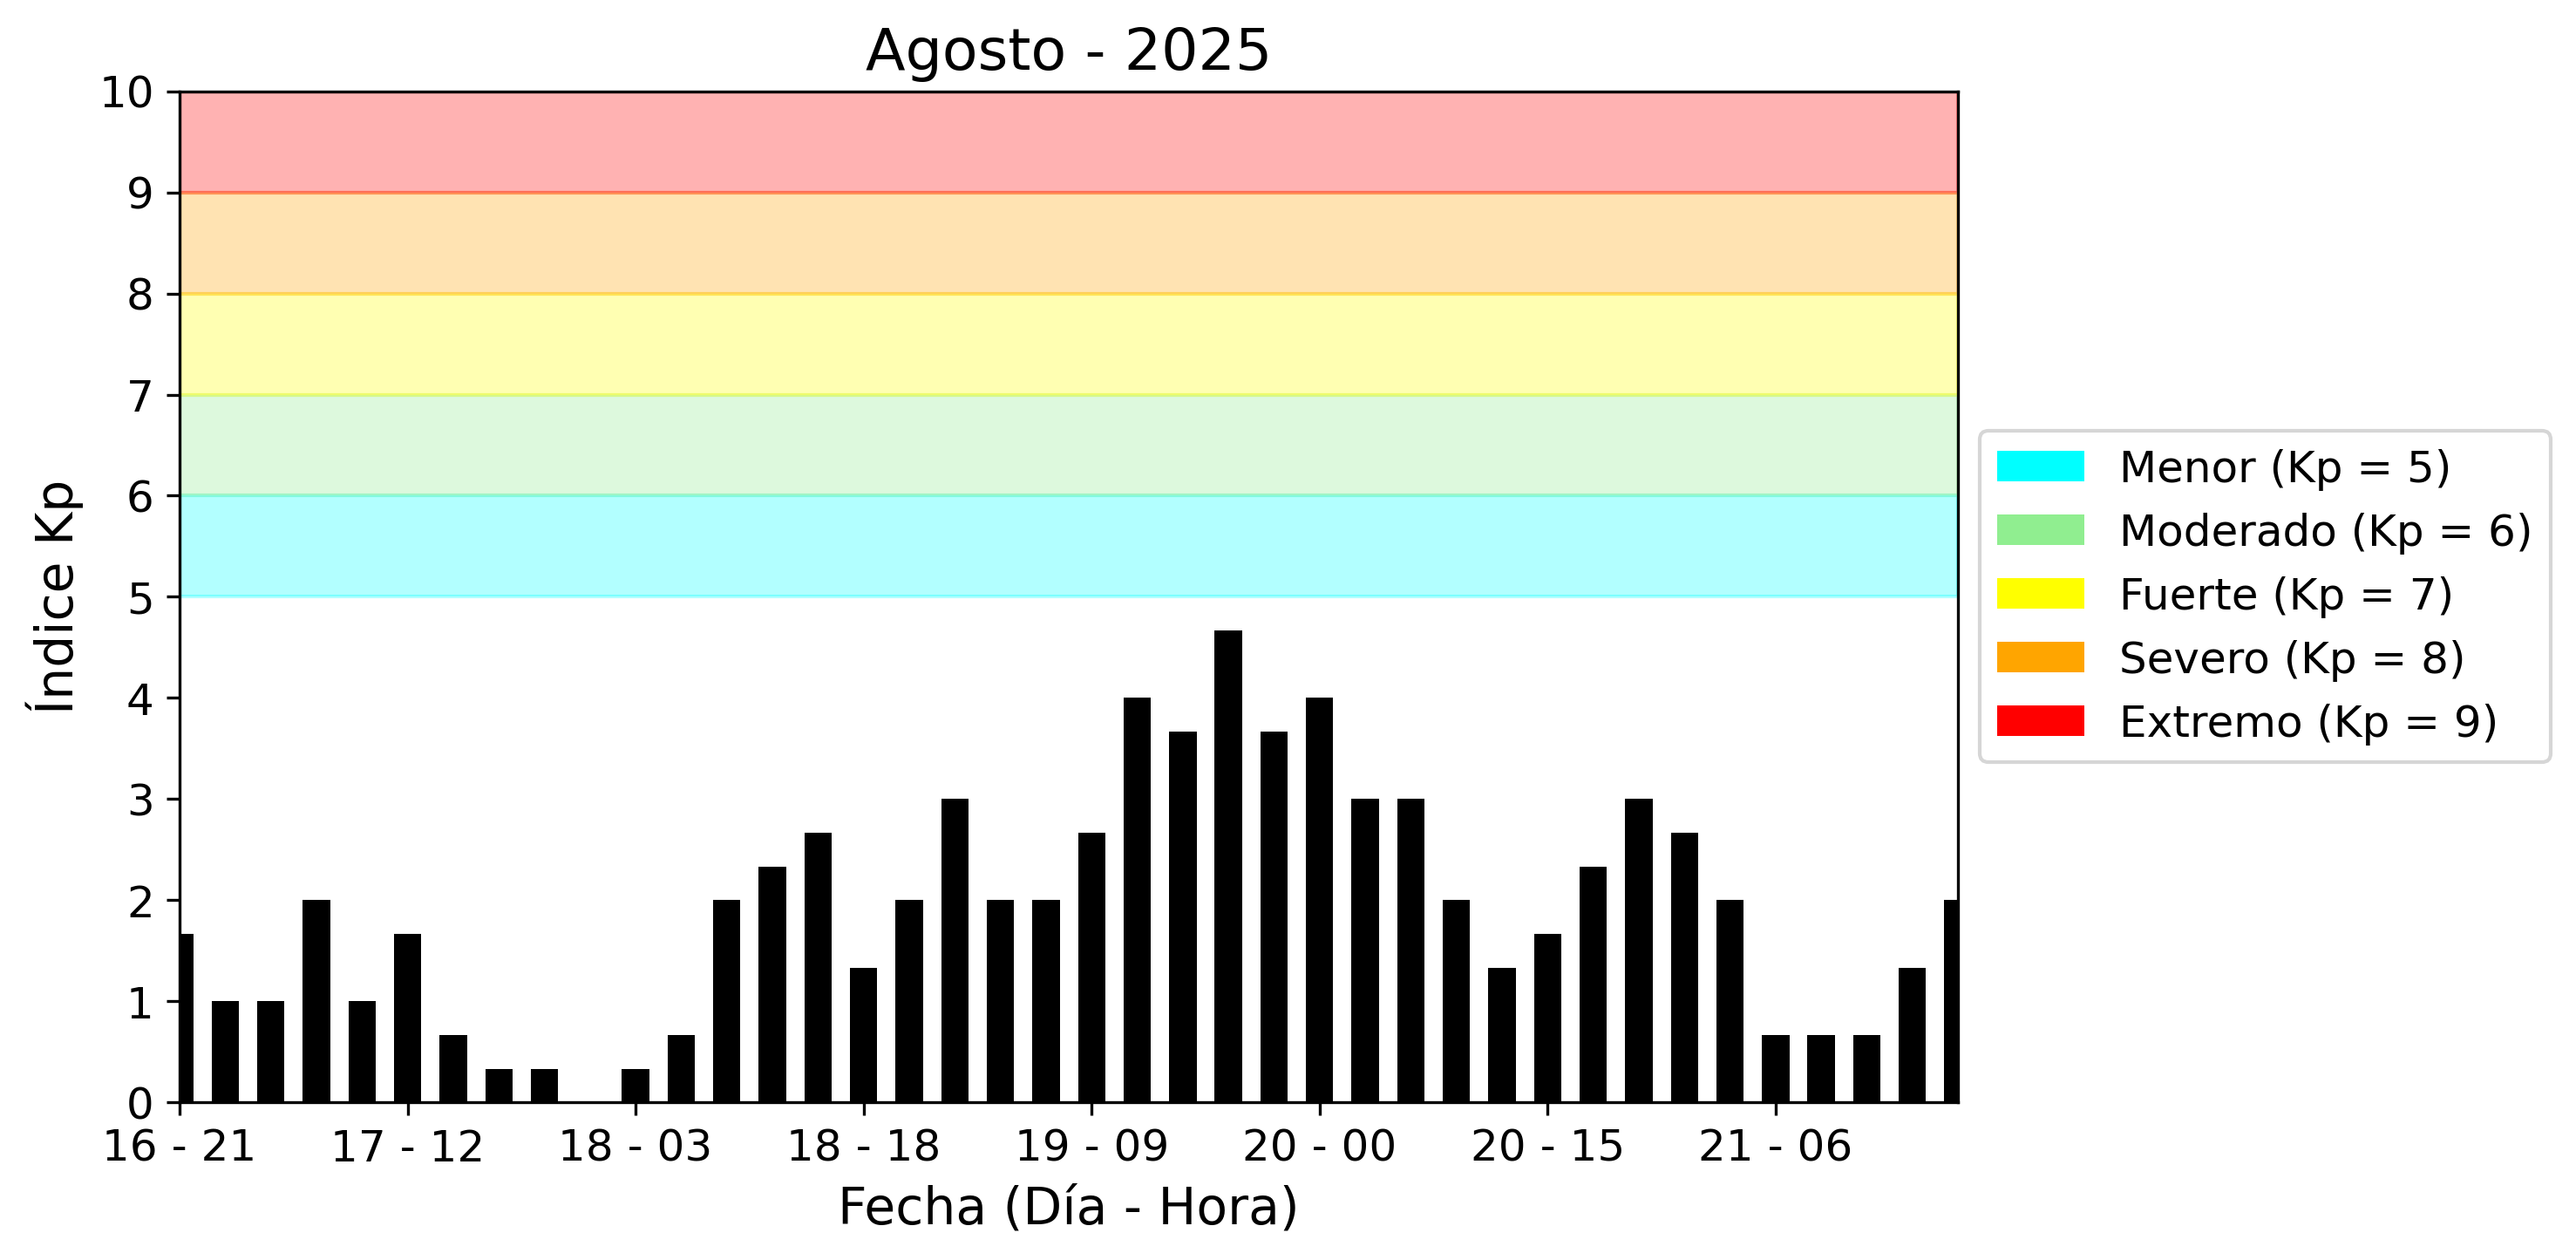 Agosto - 2025
10
9
8
7
6
5
4
3
2
1
0
Índice Kp
16 - 21
17 - 12
18 - 03
18 - 18
19 - 09
20 - 00
20 - 15
21 - 06
Fecha (Día - Hora)
Menor (Kp = 5)
Moderado (Kp = 6)
Fuerte (Kp = 7)
Severo (Kp = 8)
Extremo (Kp = 9)